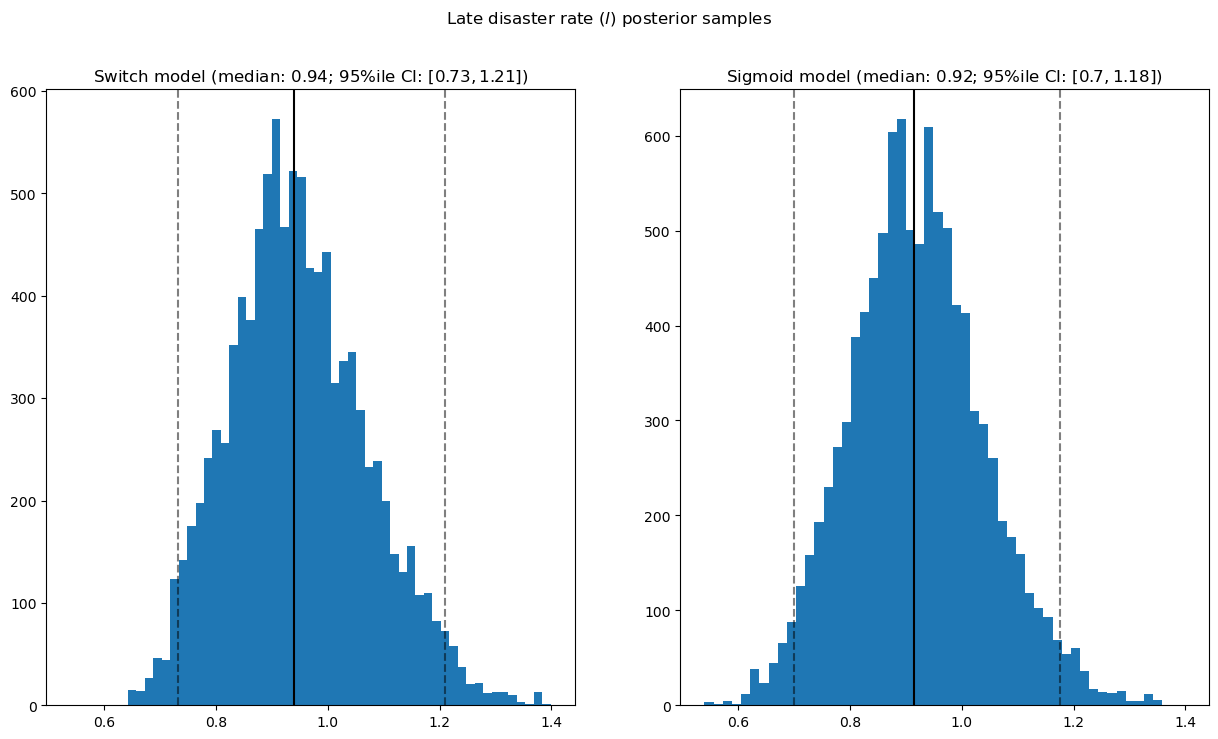 Late disaster rate (l) posterior samples
Switch model (median: 0.94; 95%ile CI: [0.73, 1.21])
600
500
400
300
200
100
0
0.6 0.8 1.0 1.2 1.4
Sigmoid model (median: 0.92; 95%ile CI: [0.7, 1.18])
600
500
400
300
200
100
0
0.6 0.8 1.0 1.2 1.4